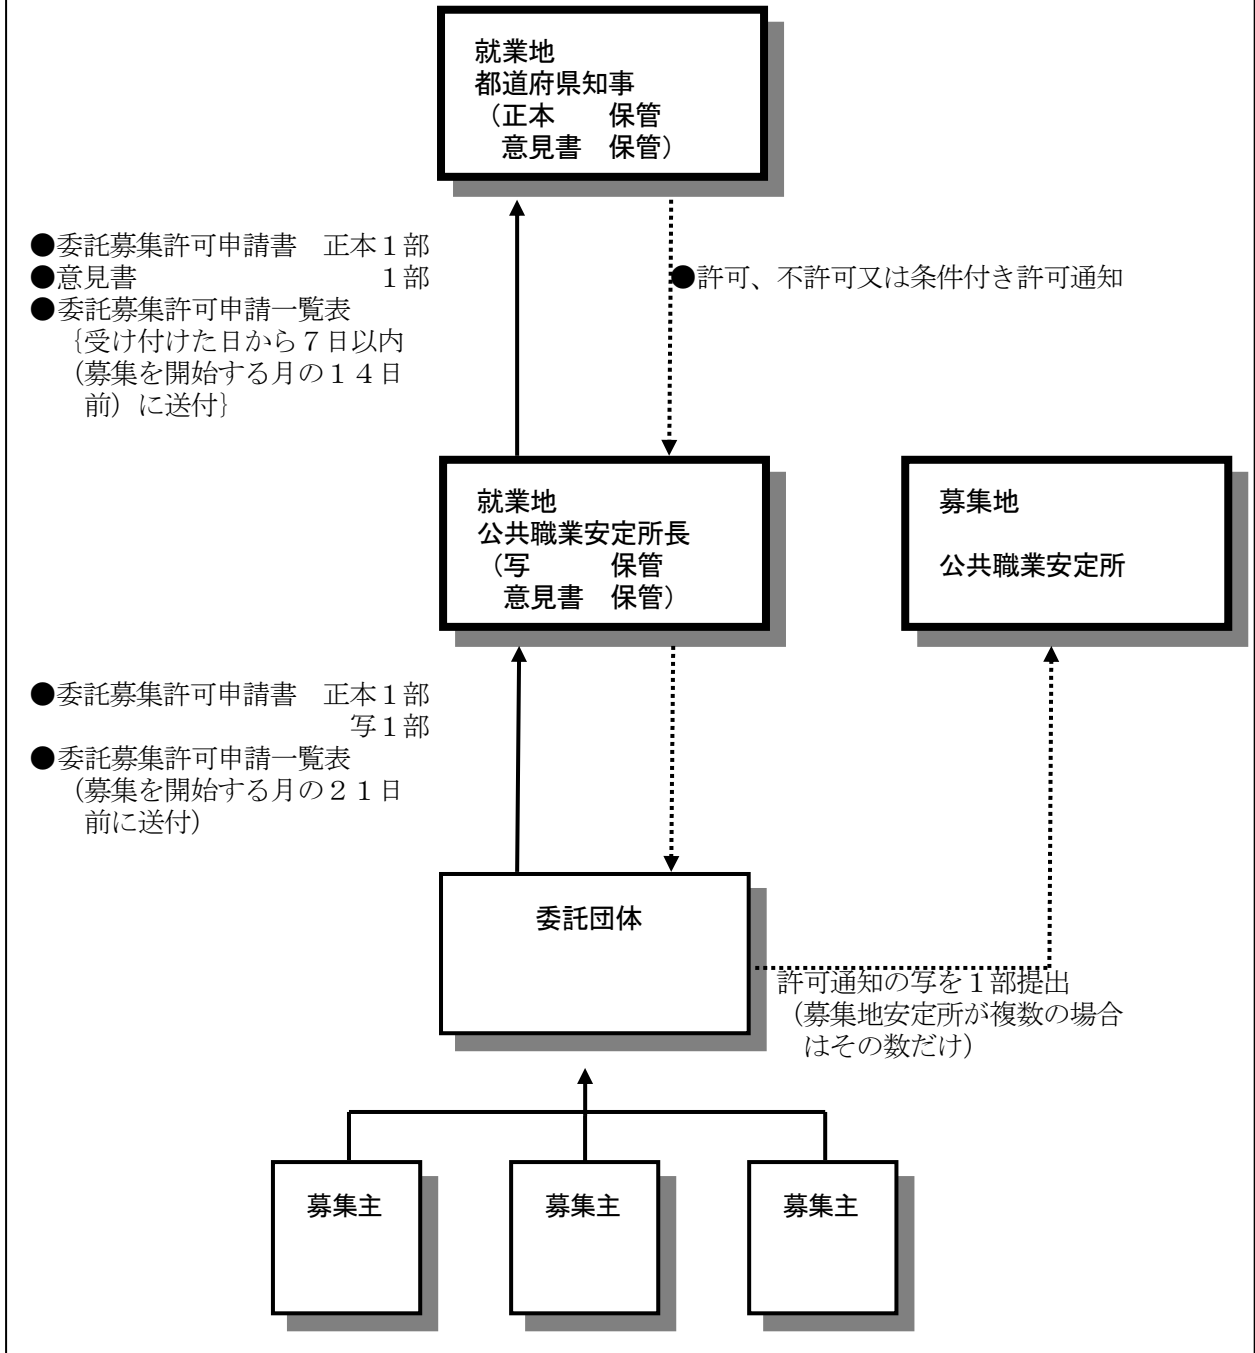 就業地
都道府県知事
（正本　　保管
　意見書　保管）
●委託募集許可申請書　正本１部
●意見書　　　　　　　　　１部
●委託募集許可申請一覧表
｛受け付けた日から７日以内
（募集を開始する月の１４日
前）に送付｝
●許可、不許可又は条件付き許可通知
就業地
公共職業安定所長
（写　　　保管
　意見書　保管）
募集地
公共職業安定所
●委託募集許可申請書　正本１部
写１部
●委託募集許可申請一覧表
（募集を開始する月の２１日
前に送付）
委託団体
許可通知の写を１部提出
（募集地安定所が複数の場合
はその数だけ）
募集主
募集主
募集主